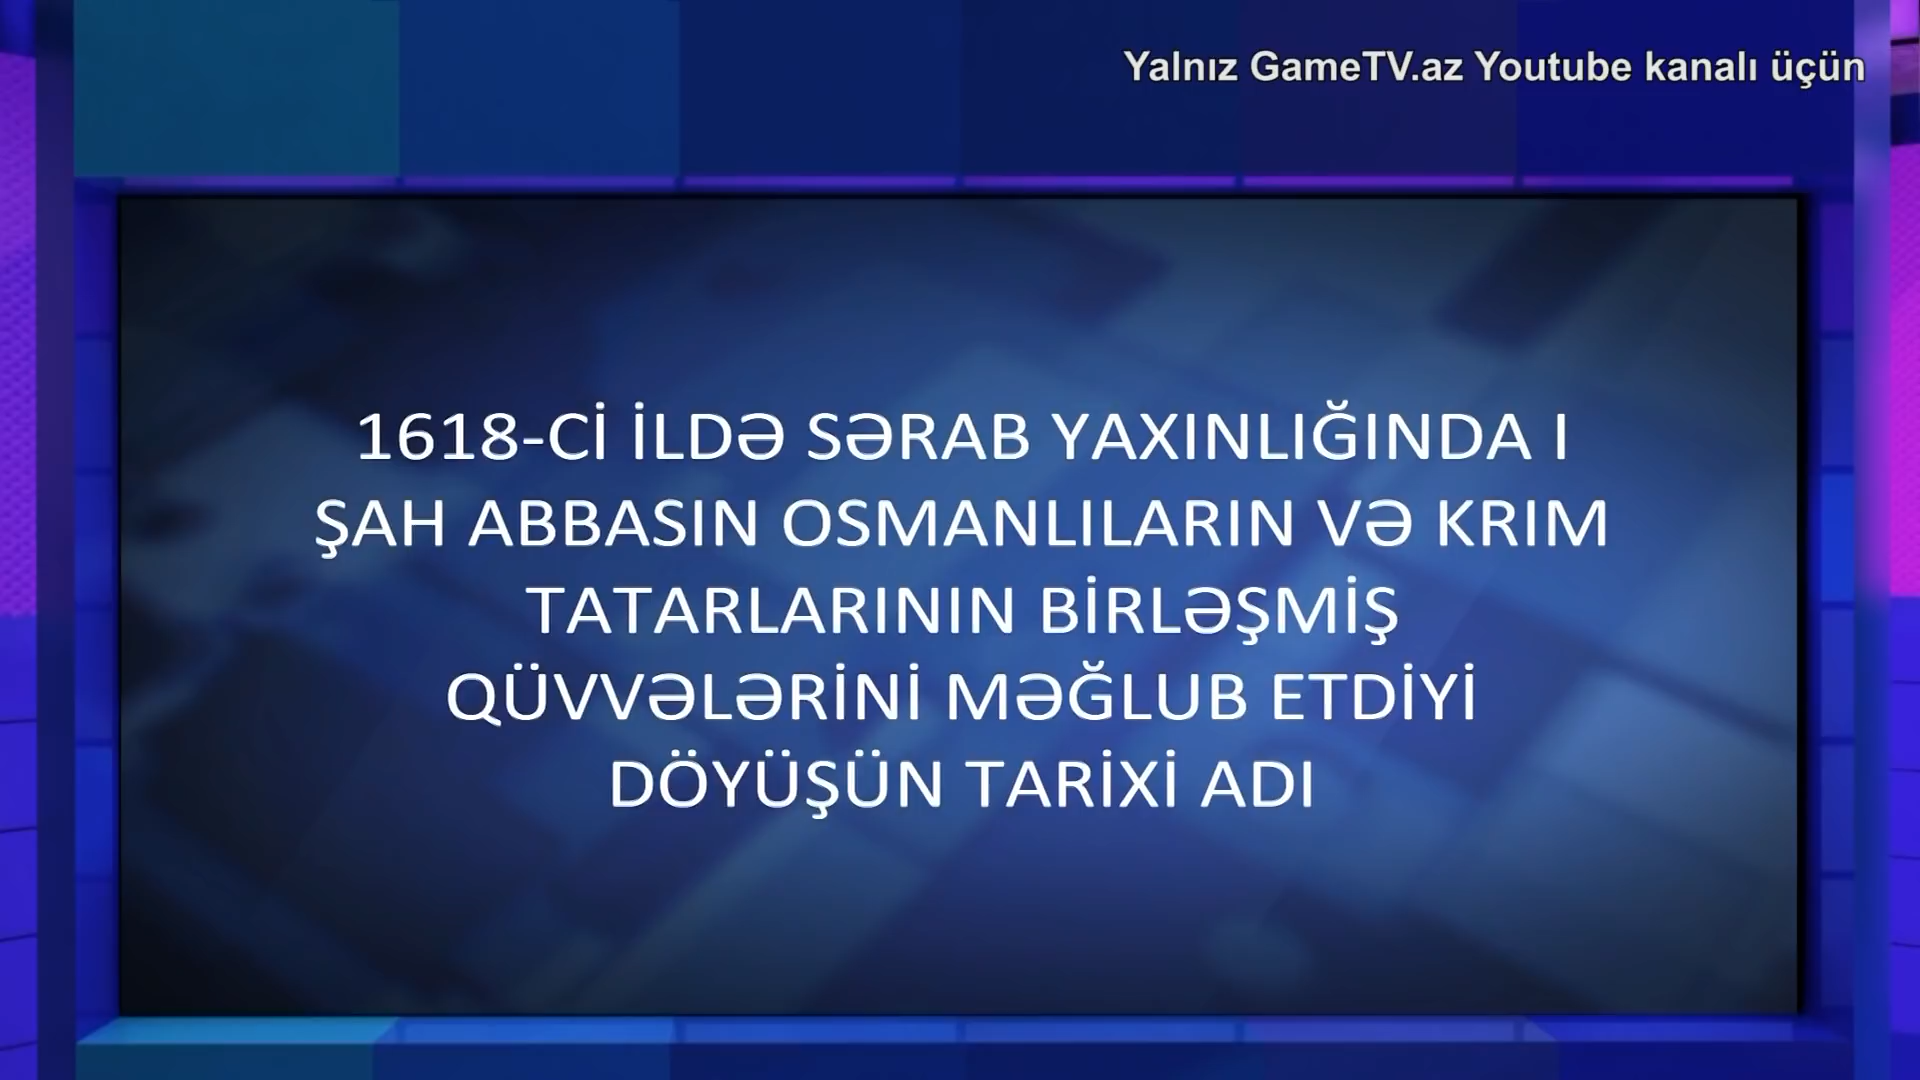 Yalnız GameTV.az Youtube kanalı üçün
1618-Cİ İLDƏ SƏRAB YAXINLIĞINDA I
ŞAH ABBASIN OSMANLILARIN VƏ KRIM
TATARLARININ BİRLƏŞMİŞ
QÜVVƏLƏRİNİ MƏĞLUB ETDİYİ
DÖYÜŞÜN TARİXİ ADI